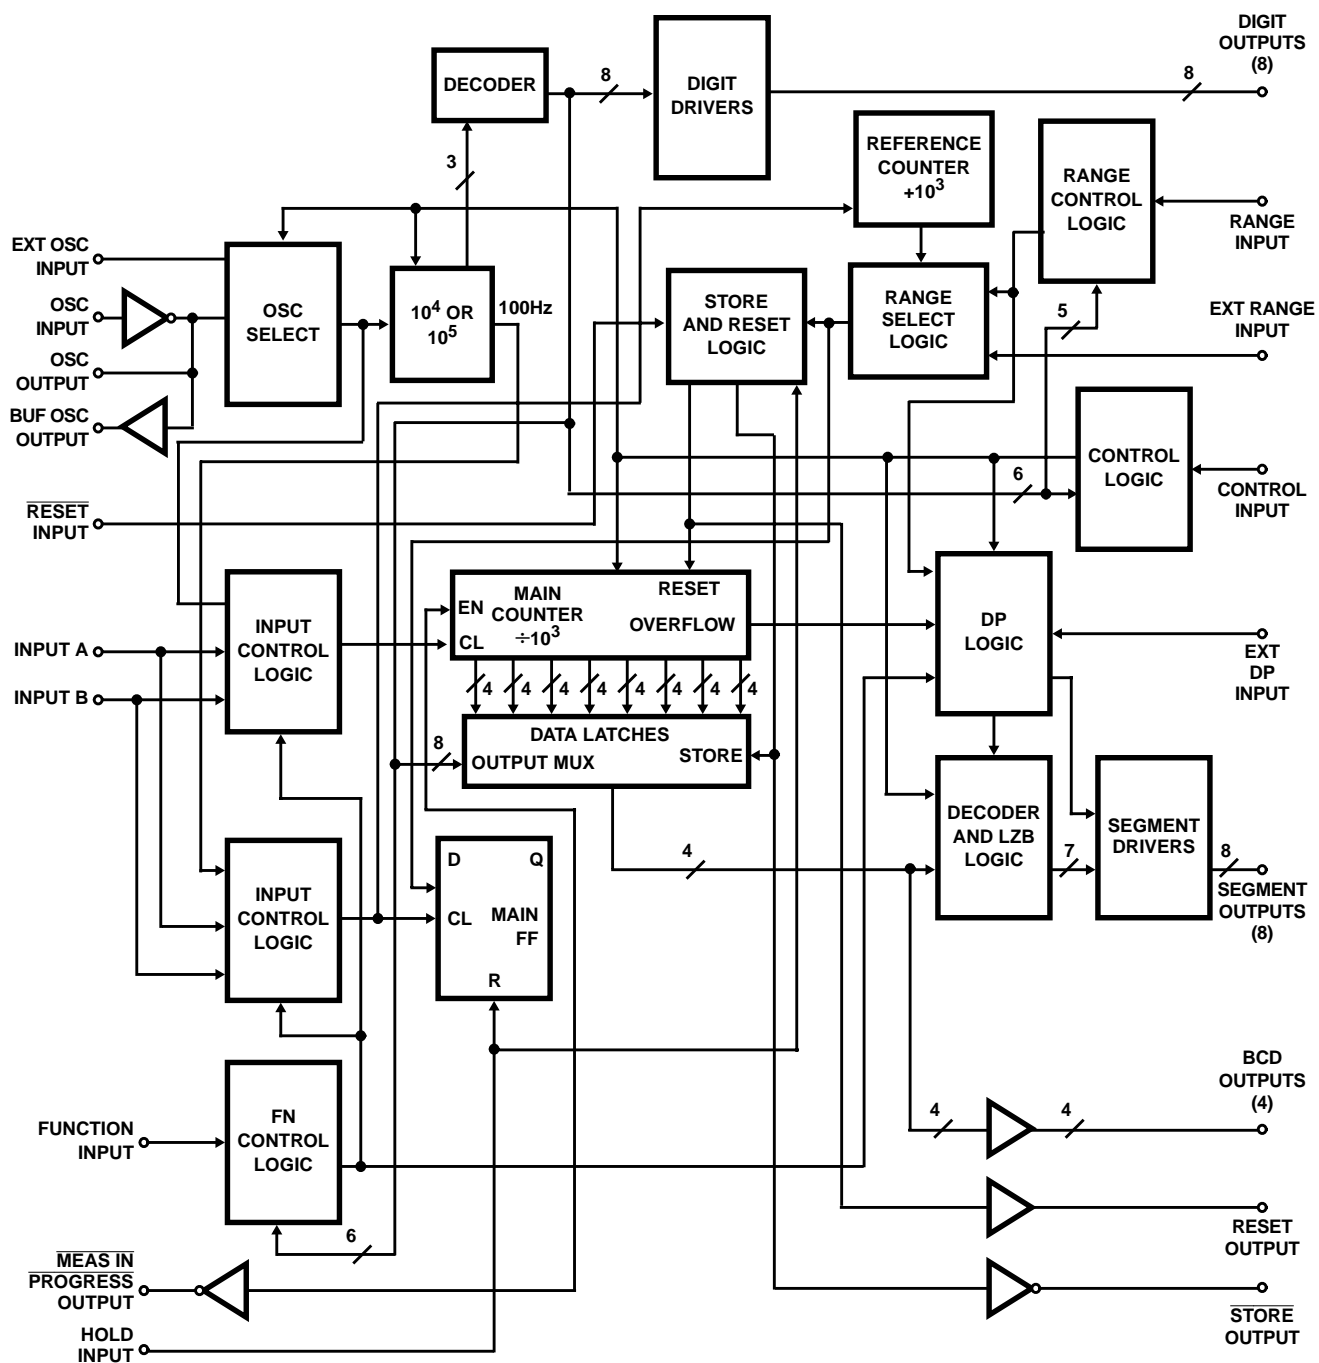 DIGIT
OUTPUTS
(8)
DECODER
8
DIGIT
DRIVERS
8
3
REFERENCE
COUNTER
+10³
RANGE
CONTROL
LOGIC
RANGE
INPUT
EXT OSC
INPUT
OSC
INPUT
OSC
OUTPUT
BUF OSC
OUTPUT
OSC
SELECT
10⁴ OR
10⁵
100Hz
STORE
AND RESET
LOGIC
RANGE
SELECT
LOGIC
5
EXT RANGE
INPUT
CONTROL
LOGIC
6
CONTROL
INPUT
RESET
INPUT
INPUT A
INPUT B
INPUT
CONTROL
LOGIC
EN
CL
MAIN
COUNTER
÷10³
RESET
OVERFLOW
DP
LOGIC
EXT
DP
INPUT
4 4 4 4 4 4 4 4
8
DATA LATCHES
OUTPUT MUX
STORE
4
DECODER
AND LZB
LOGIC
7
SEGMENT
DRIVERS
8
SEGMENT
OUTPUTS
(8)
INPUT
CONTROL
LOGIC
D
Q
CL
MAIN
FF
R
FUNCTION
INPUT
FN
CONTROL
LOGIC
6
4
4
BCD
OUTPUTS
(4)
RESET
OUTPUT
MEAS IN
PROGRESS
OUTPUT
STORE
OUTPUT
HOLD
INPUT